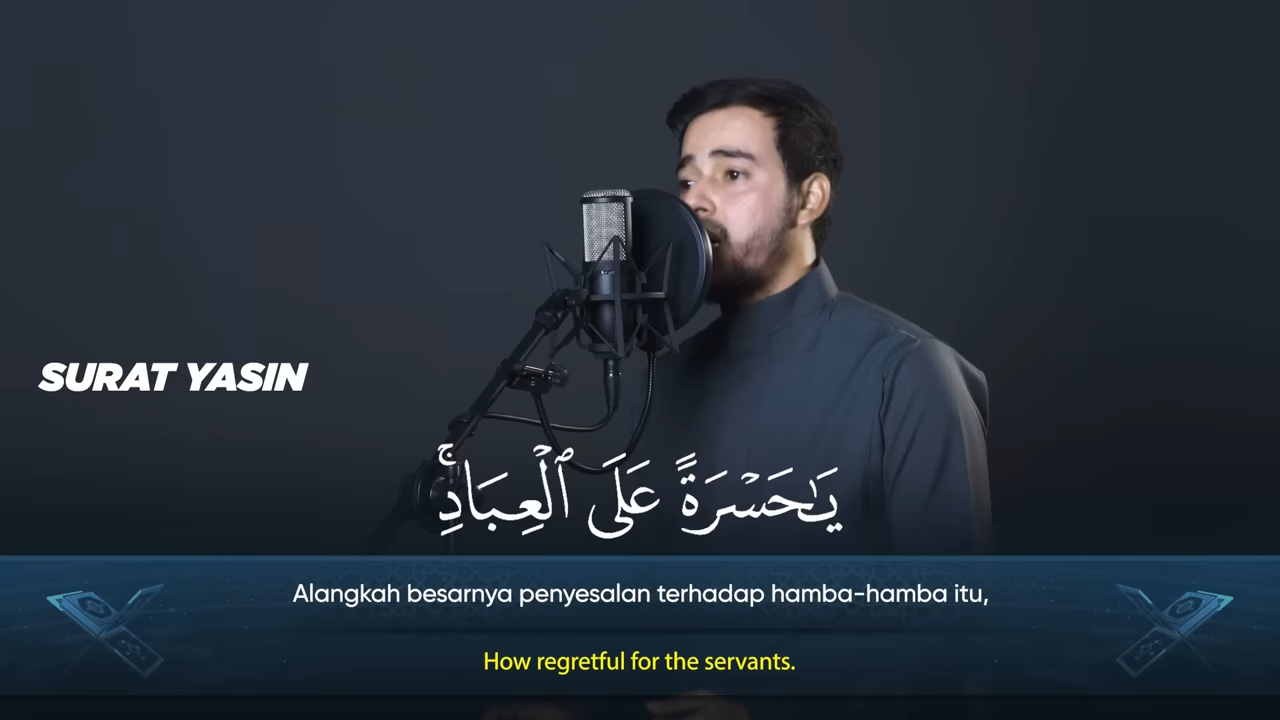 SURAT YASIN
يَـٰحَسْرَةً عَلَى ٱلْعِبَادِ ۚ
Alangkah besarnya penyesalan terhadap hamba-hamba itu,
How regretful for the servants.